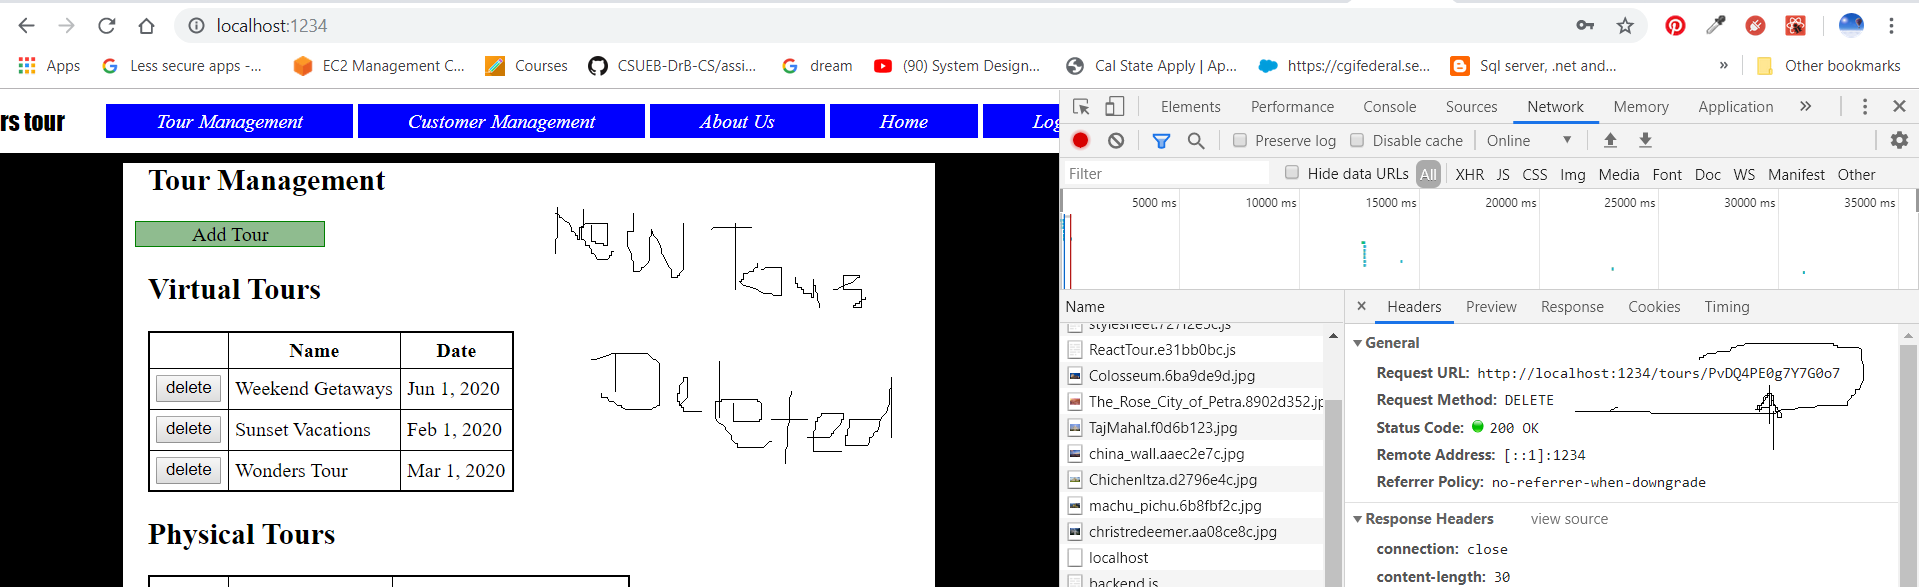 localhost:1234
Apps Less secure apps -... EC2 Management C... Courses CSUEB-DrB-CS/assi... dream (90) System Design... Cal State Apply | Ap... https://cgifederal.se... Sql server, .net and... » Other bookmarks
rs tour Tour Management Customer Management About Us Home Log
Tour Management
Add Tour
New Tours
Virtual Tours
Name Date
delete Weekend Getaways Jun 1, 2020
delete Sunset Vacations Feb 1, 2020
delete Wonders Tour Mar 1, 2020
Deleted
Physical Tours
Elements Performance Console Sources Network Memory Application »
Preserve log Disable cache Online
Filter Hide data URLs All XHR JS CSS Img Media Font Doc WS Manifest Other
5000 ms 10000 ms 15000 ms 20000 ms 25000 ms 30000 ms 35000 ms
Name
stylesheet.727f2e5c.js
ReactTour.e31bb0bc.js
Colosseum.6ba9de9d.jpg
The_Rose_City_of_Petra.8902d352.jp
TajMahal.f0d6b123.jpg
china_wall.aaec2e7c.jpg
ChichenItza.d2796e4c.jpg
machu_pichu.6b8fbf2c.jpg
christredeemer.aa08ce8c.jpg
localhost
backend.js
Headers Preview Response Cookies Timing
General
Request URL: http://localhost:1234/tours/PvDQ4PE0g7Y7G0o7
Request Method: DELETE
Status Code: 200 OK
Remote Address: [::1]:1234
Referrer Policy: no-referrer-when-downgrade
Response Headers view source
connection: close
content-length: 30